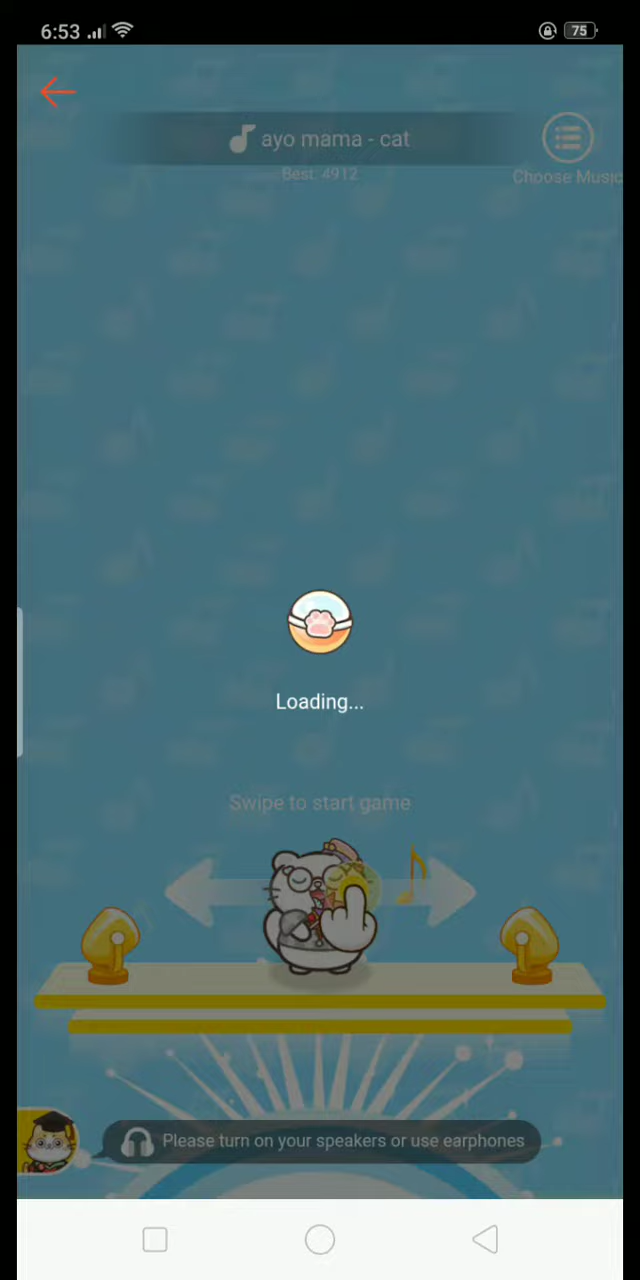 6:53
75
ayo mama - cat
Best: 4912
Choose Music
Loading...
Swipe to start game
Please turn on your speakers or use earphones